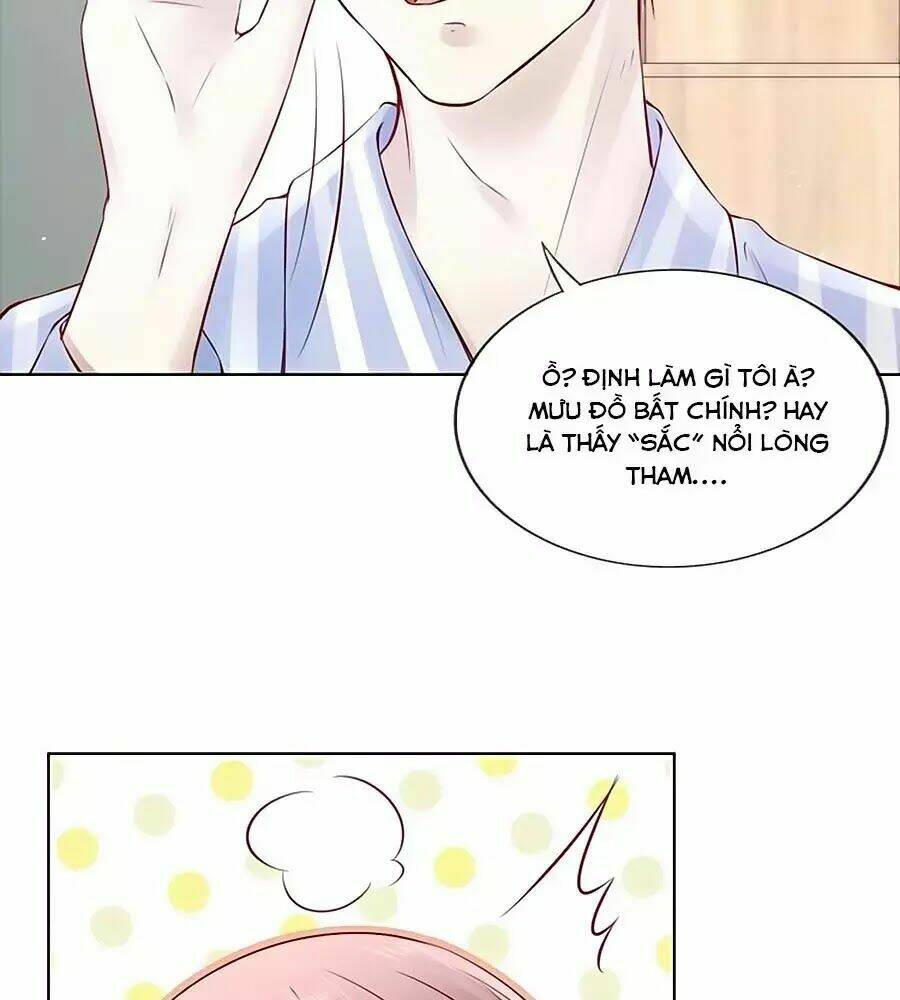 Ồ? ĐỊNH LÀM GÌ TÔI À?
MƯU ĐỒ BẤT CHÍNH? HAY
LÀ THẤY "SẮC" NỔI LÒNG
THAM....